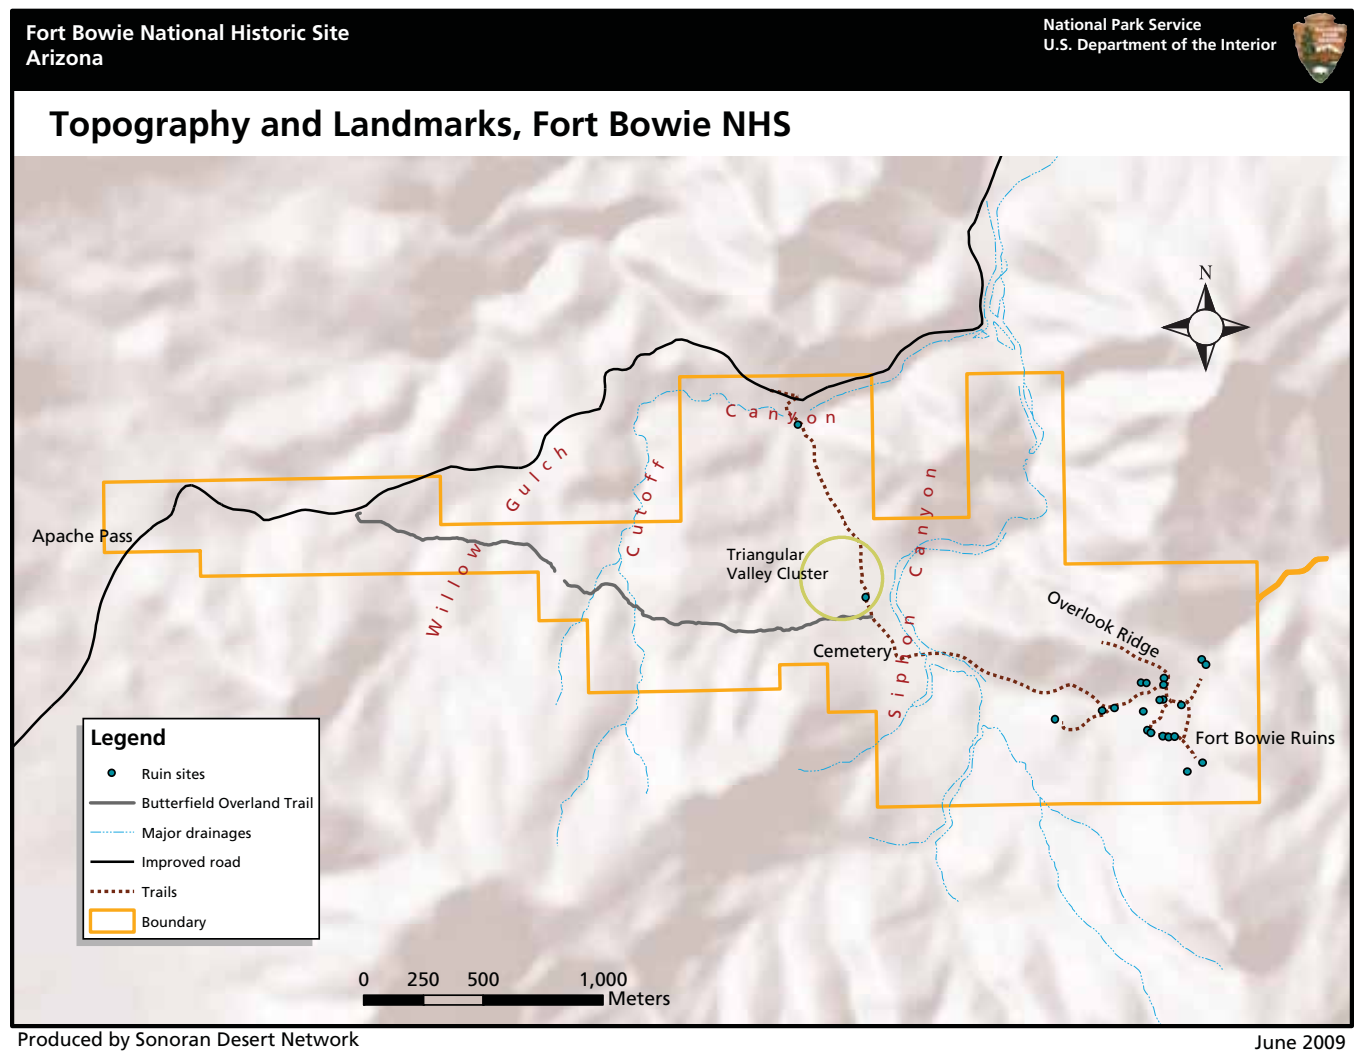 Fort Bowie National Historic Site
Arizona
National Park Service
U.S. Department of the Interior
Topography and Landmarks, Fort Bowie NHS
N
Canyon
Gulch
Cutoff
Willow
Siphon Canyon
Apache Pass
Triangular
Valley Cluster
Overlook Ridge
Cemetery
Fort Bowie Ruins
Legend
Ruin sites
Butterfield Overland Trail
Major drainages
Improved road
Trails
Boundary
0 250 500 1,000
Meters
Produced by Sonoran Desert Network
June 2009